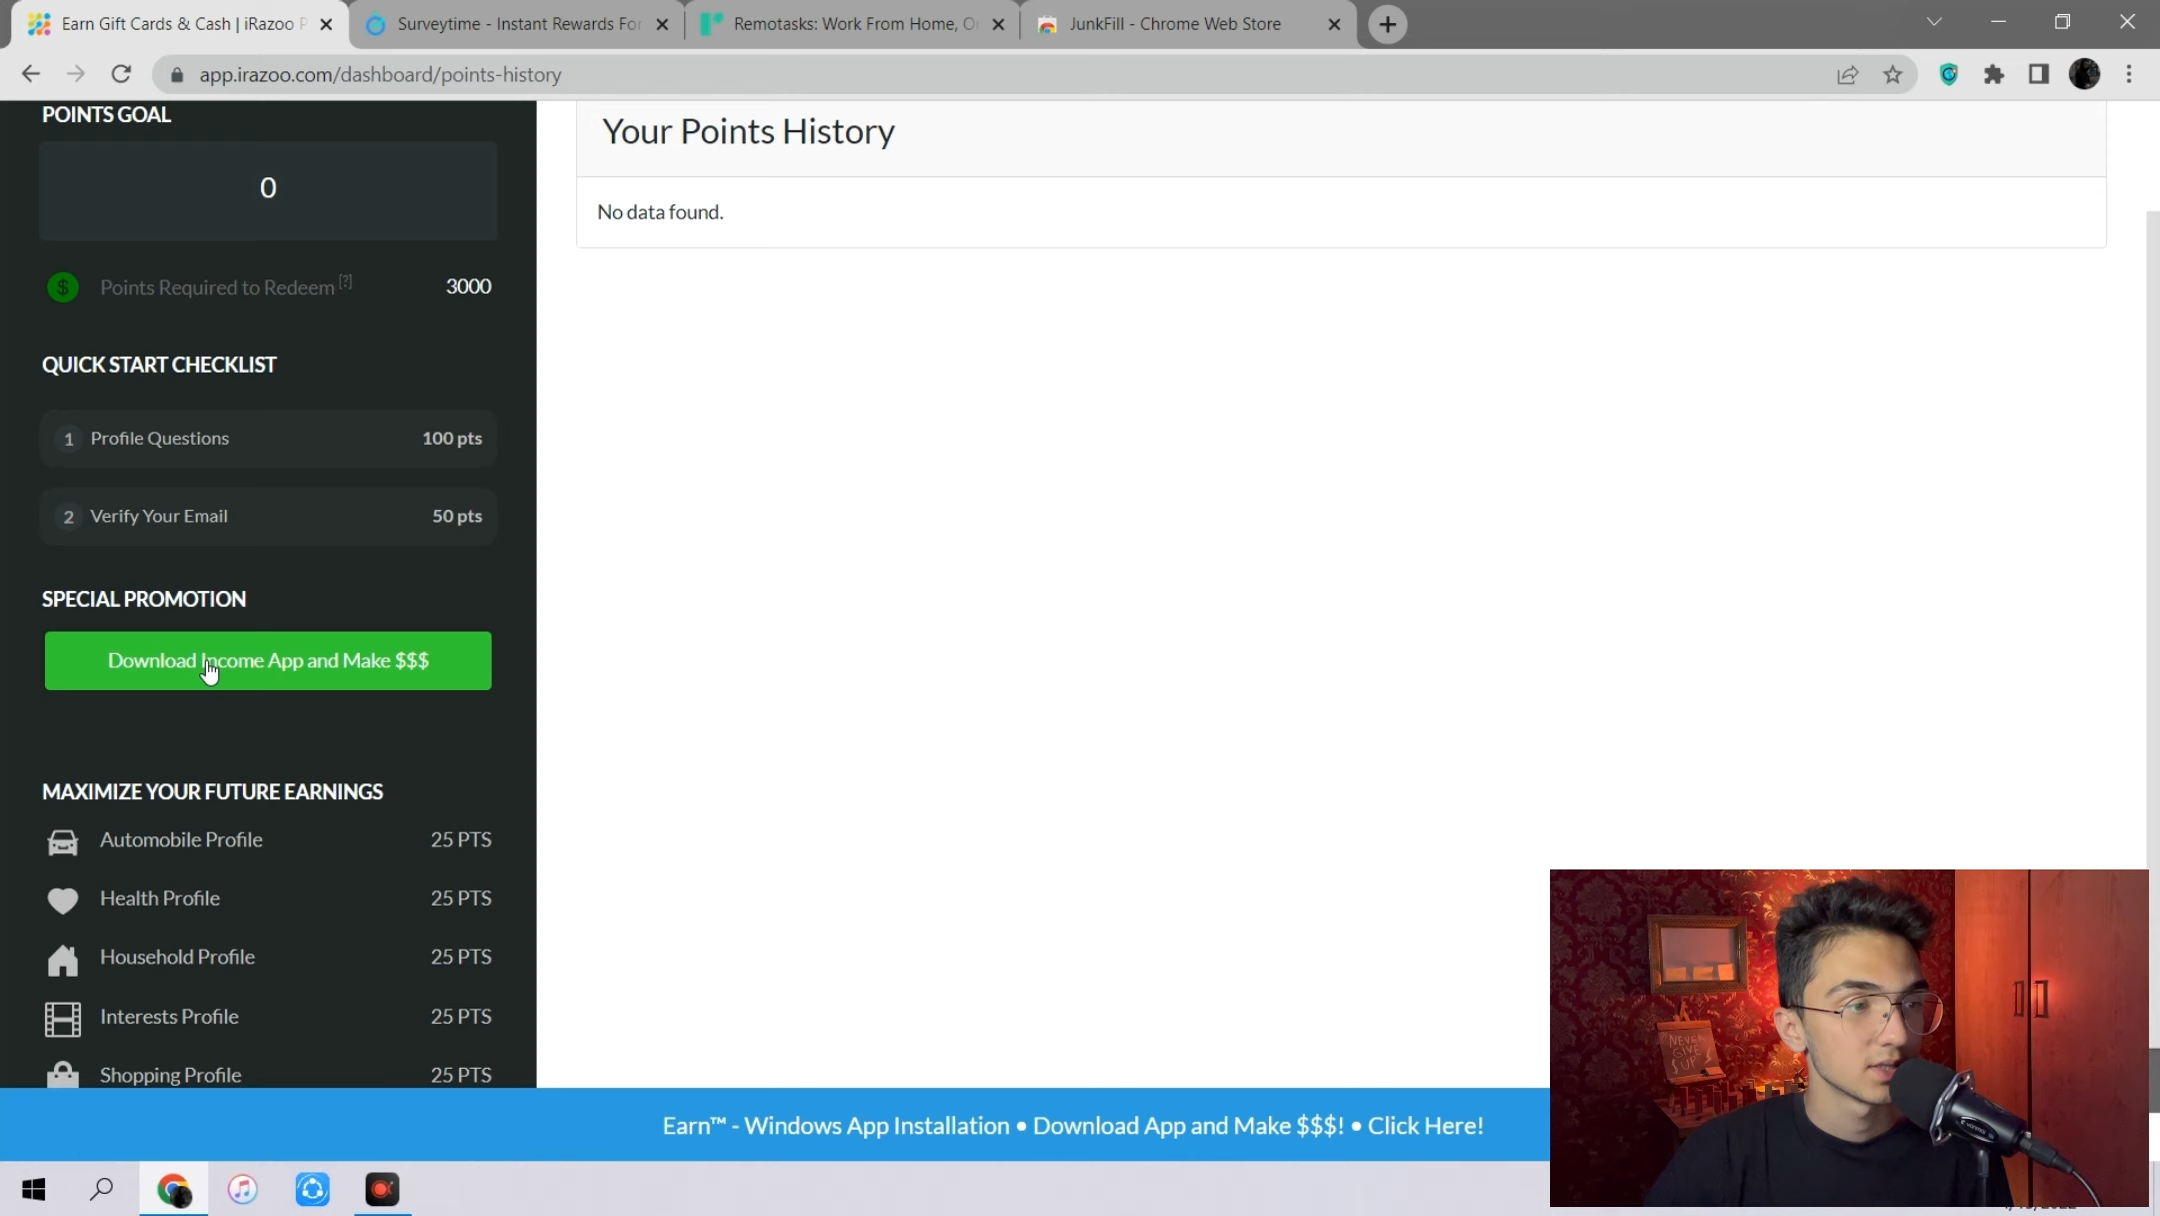 Earn Gift Cards & Cash | iRazoo P
Surveytime - Instant Rewards For
Remotasks: Work From Home, O
JunkFill - Chrome Web Store
app.irazoo.com/dashboard/points-history
POINTS GOAL
0
$ Points Required to Redeem [?] 3000
QUICK START CHECKLIST
1 Profile Questions 100 pts
2 Verify Your Email 50 pts
SPECIAL PROMOTION
Download Income App and Make $$$
MAXIMIZE YOUR FUTURE EARNINGS
Automobile Profile 25 PTS
Health Profile 25 PTS
Household Profile 25 PTS
Interests Profile 25 PTS
Shopping Profile 25 PTS
Your Points History
No data found.
NEVER
GIVE
UP
Earn™ - Windows App Installation • Download App and Make $$$! • Click Here!